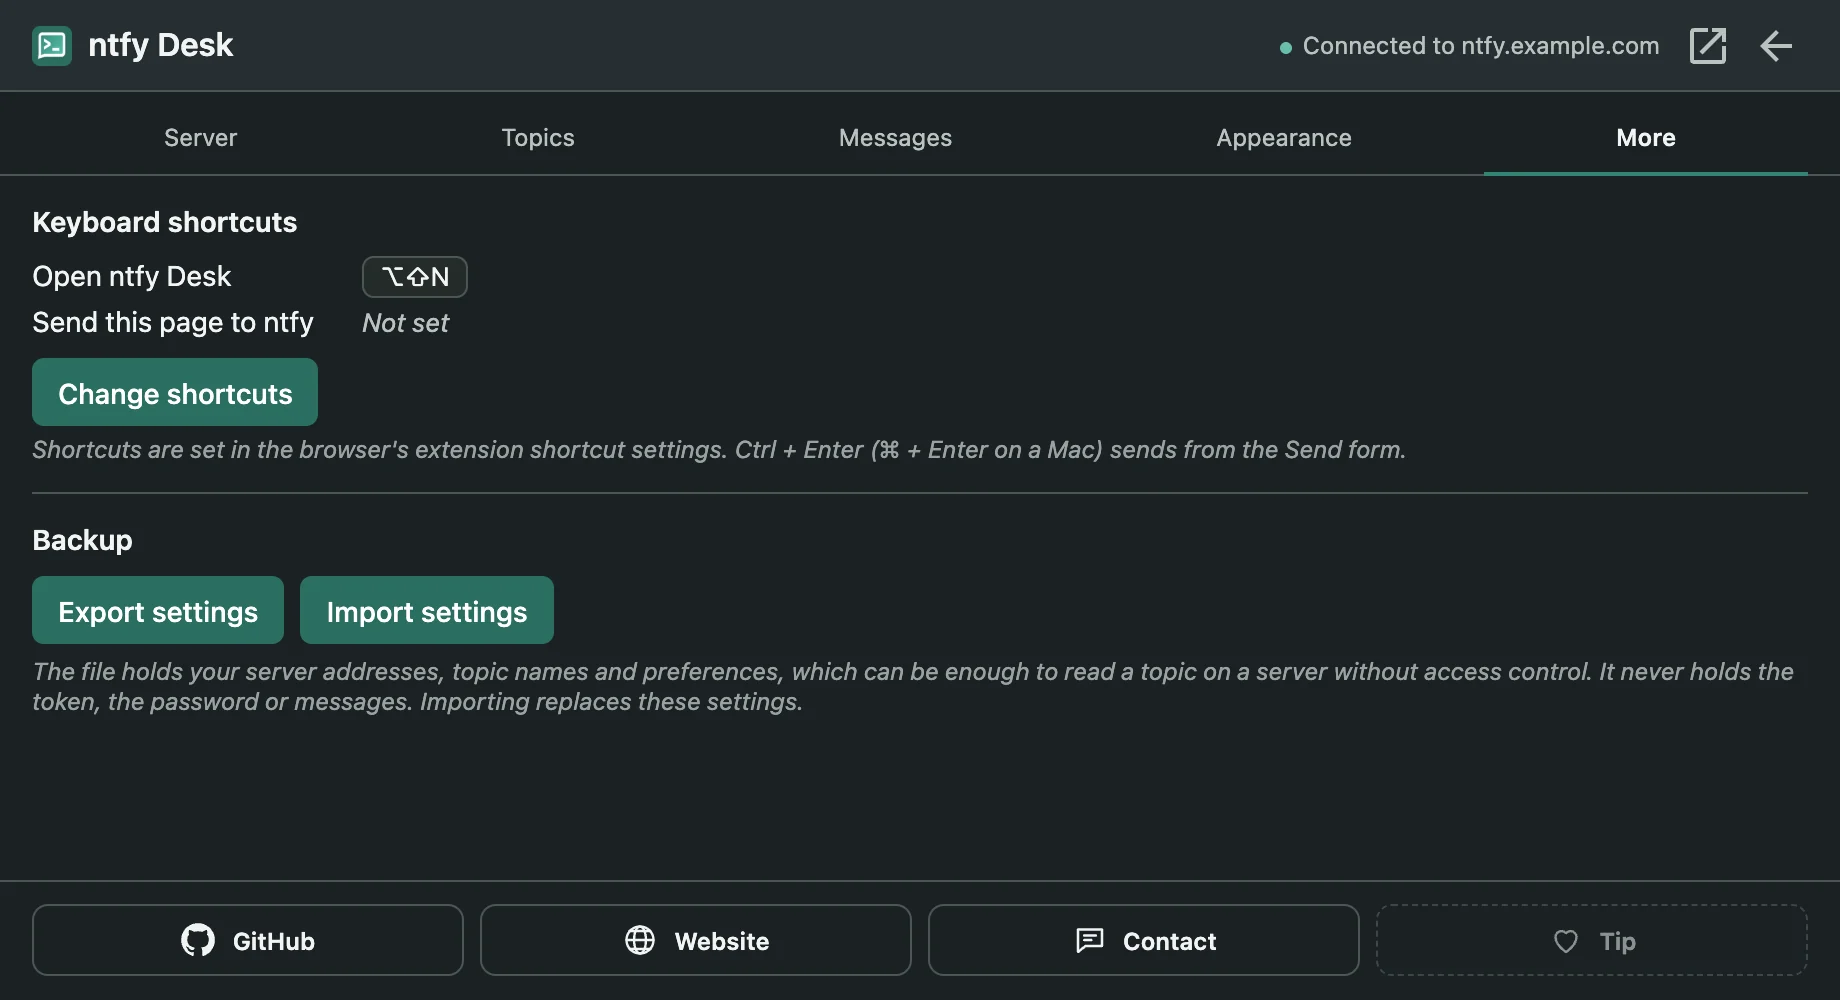 ntfy Desk
Connected to ntfy.example.com
Server
Topics
Messages
Appearance
More
Keyboard shortcuts
Open ntfy Desk
⌥⇧N
Send this page to ntfy
Not set
Change shortcuts
Shortcuts are set in the browser's extension shortcut settings. Ctrl + Enter (⌘ + Enter on a Mac) sends from the Send form.
Backup
Export settings
Import settings
The file holds your server addresses, topic names and preferences, which can be enough to read a topic on a server without access control. It never holds the
token, the password or messages. Importing replaces these settings.
GitHub
Website
Contact
Tip